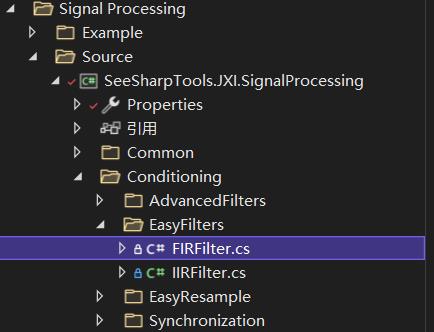 Signal Processing
Example
Source
C# SeeSharpTools.JXI.SignalProcessing
Properties
引用
Common
Conditioning
AdvancedFilters
EasyFilters
C# FIRFilter.cs
C# IIRFilter.cs
EasyResample
Synchronization